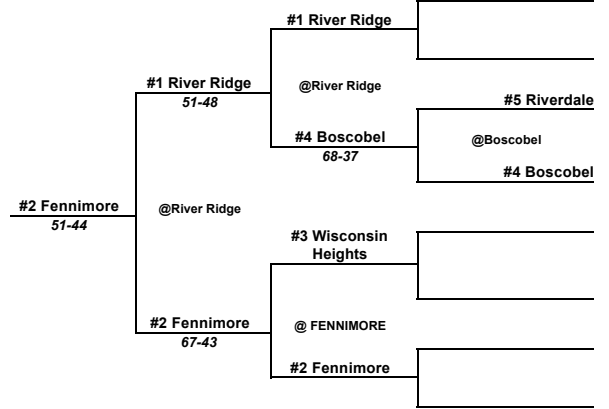 #1 River Ridge
#1 River Ridge
@River Ridge
51-48
#5 Riverdale
#4 Boscobel
@Boscobel
68-37
#4 Boscobel
#2 Fennimore
@River Ridge
51-44
#3 Wisconsin
Heights
#2 Fennimore
@ FENNIMORE
67-43
#2 Fennimore